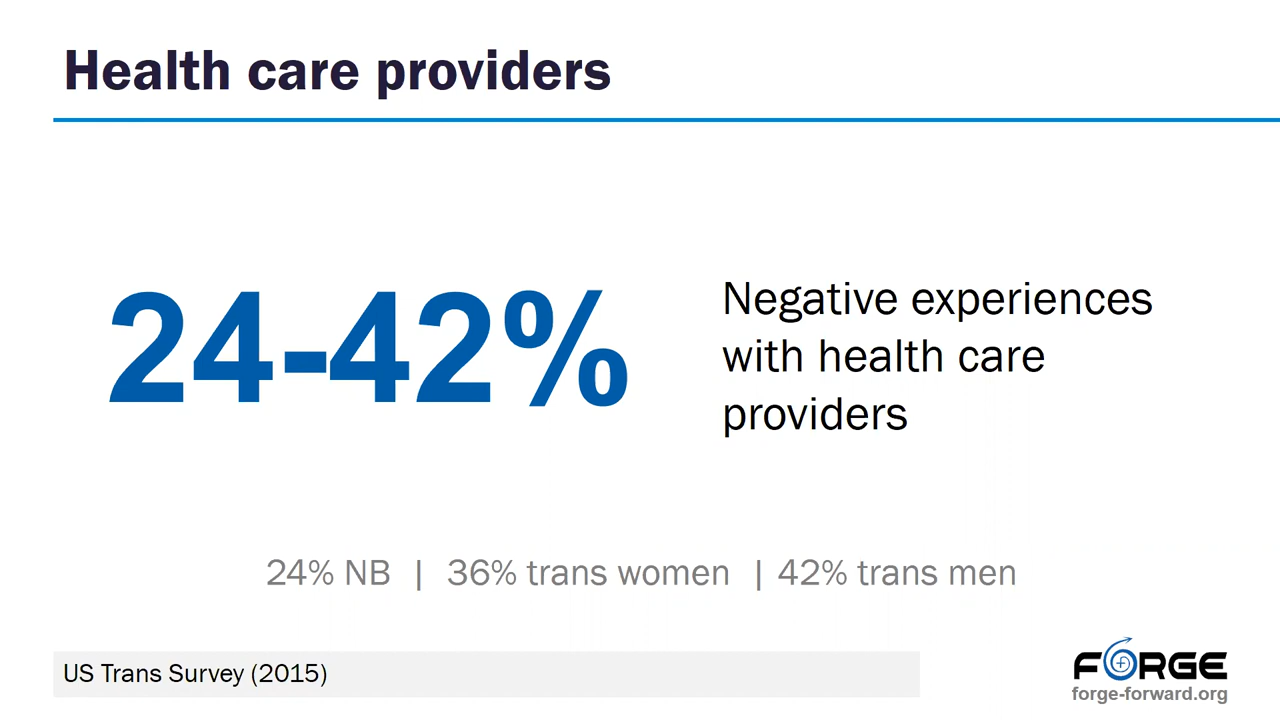 Health care providers
24-42%
Negative experiences
with health care
providers
24% NB | 36% trans women | 42% trans men
US Trans Survey (2015)
FORGE
forge-forward.org